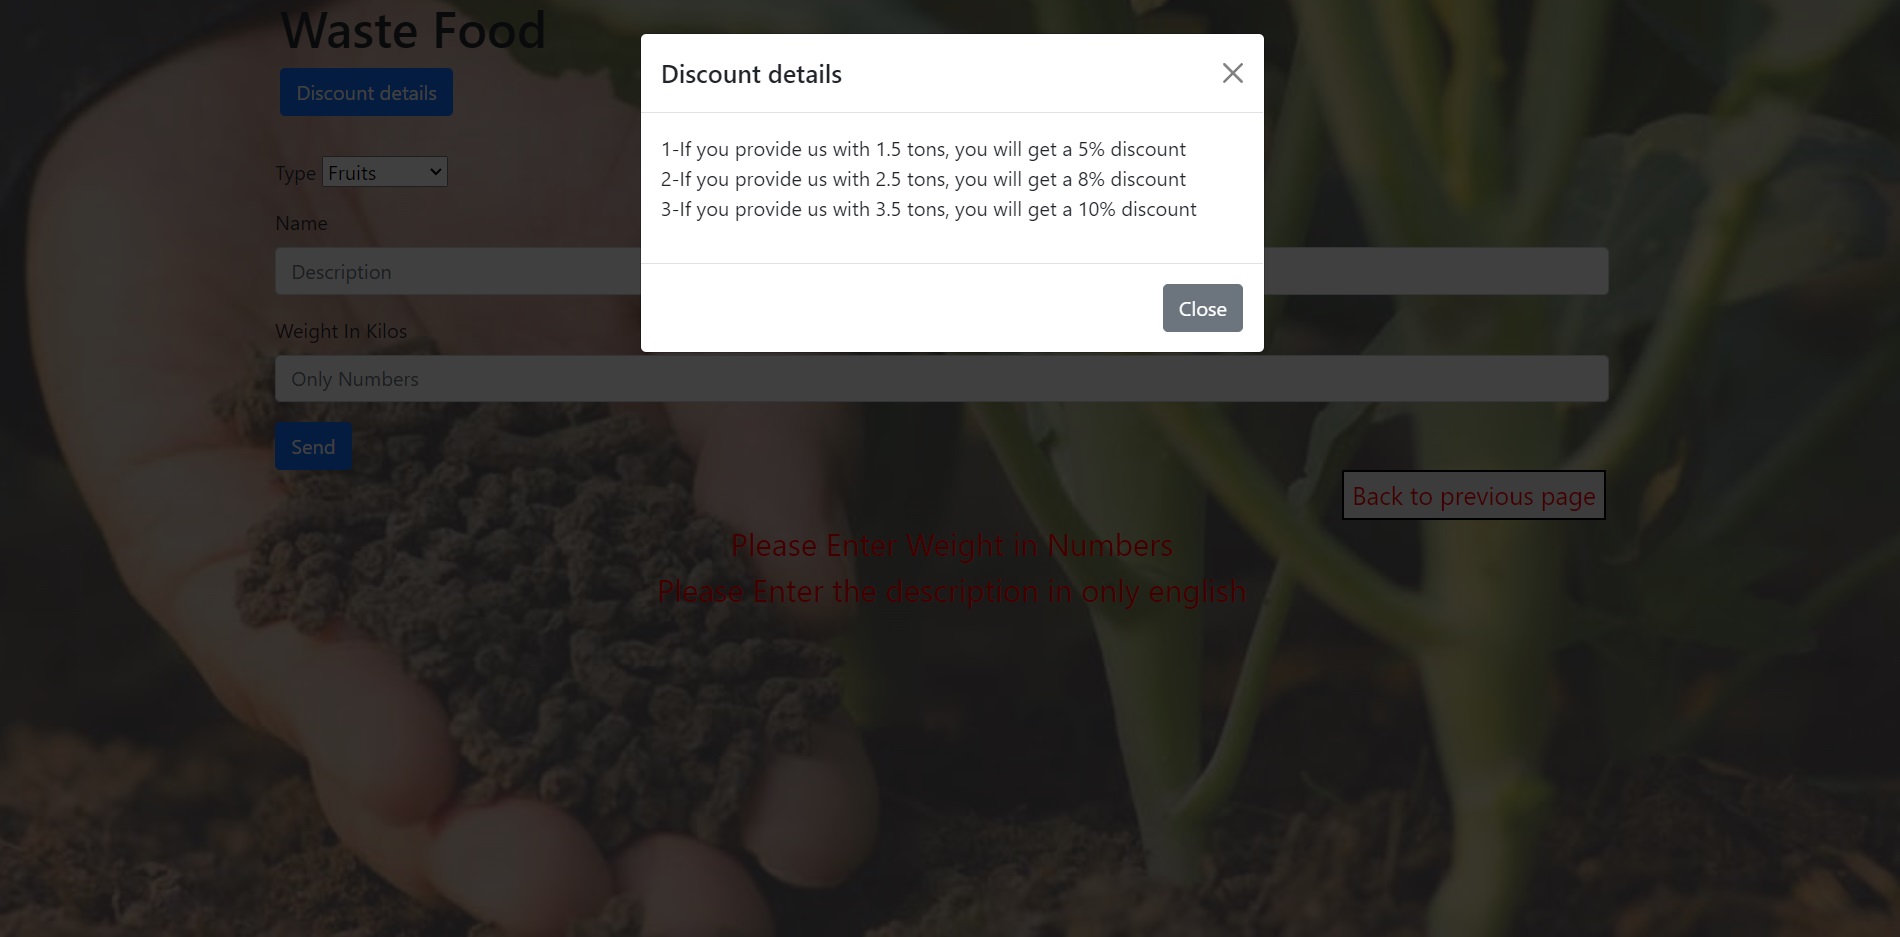 Waste Food
Discount details
Type Fruits
Name
Description
Weight In Kilos
Only Numbers
Send
Back to previous page
Please Enter Weight in Numbers
Please Enter the description in only english
Discount details
1-If you provide us with 1.5 tons, you will get a 5% discount
2-If you provide us with 2.5 tons, you will get a 8% discount
3-If you provide us with 3.5 tons, you will get a 10% discount
Close